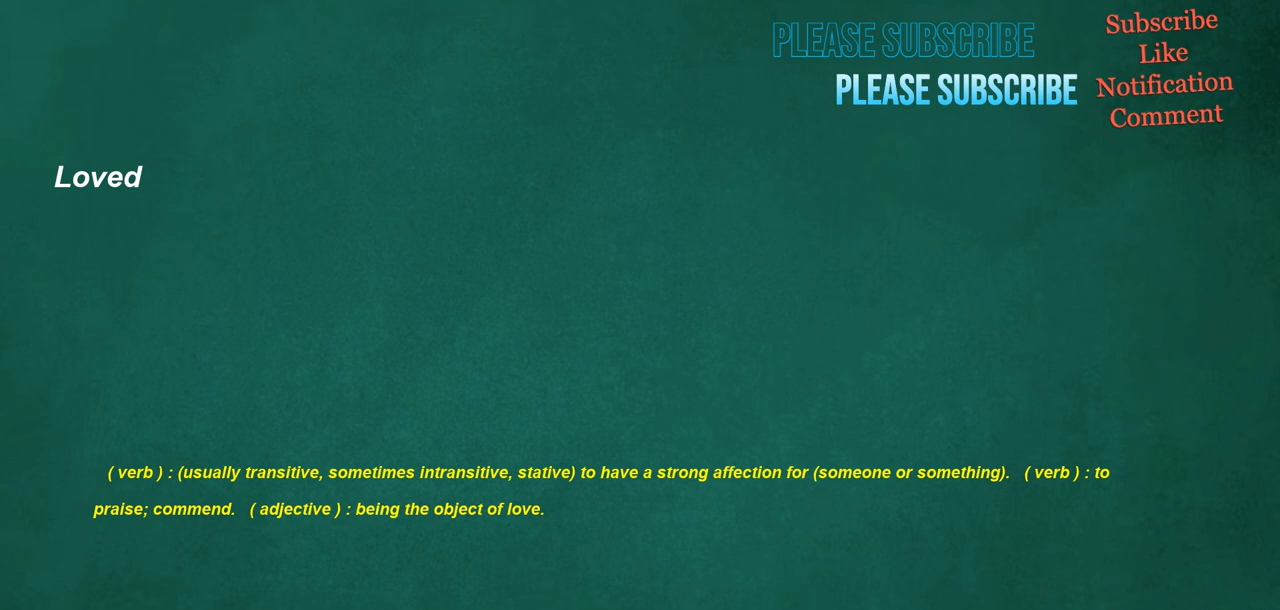 PLEASE SUBSCRIBE
PLEASE SUBSCRIBE
Subscribe
Like
Notification
Comment
Loved
( verb ) : (usually transitive, sometimes intransitive, stative) to have a strong affection for (someone or something).   ( verb ) : to
praise; commend.   ( adjective ) : being the object of love.